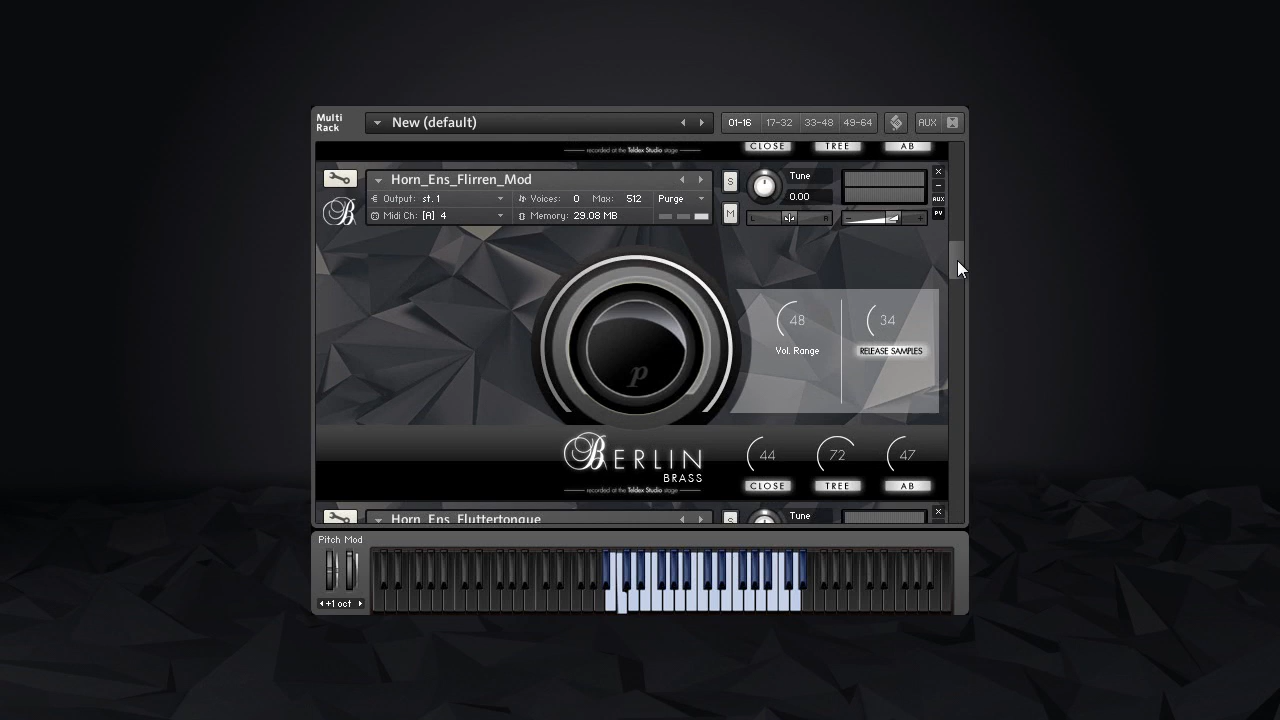 Multi Rack
New (default)
01-16 17-32 33-48 49-64 AUX
recorded at the Teldex Studio stage
CLOSE TREE AB
Horn_Ens_Flirren_Mod
Output: st. 1
Voices: 0 Max: 512 Purge
Midi Ch: [A] 4
Memory: 29.08 MB
S
M
Tune
0.00
L R
- +
×
–
AUX
PV
B
48
Vol. Range
34
RELEASE SAMPLES
p
BERLIN
BRASS
recorded at the Teldex Studio stage
44 72 47
CLOSE TREE AB
Horn_Ens_Fluttertongue
S
Tune
×
Pitch Mod
+1 oct